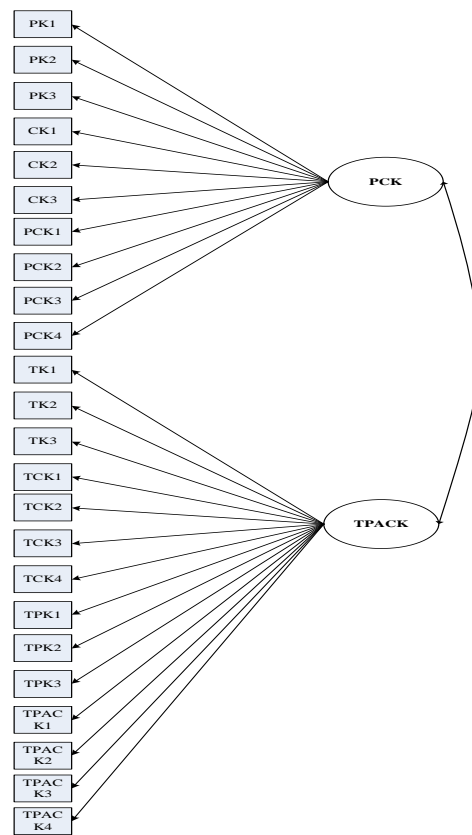 PK1
PK2
PK3
CK1
CK2
CK3
PCK1
PCK2
PCK3
PCK4
TK1
TK2
TK3
TCK1
TCK2
TCK3
TCK4
TPK1
TPK2
TPK3
TPAC
K1
TPAC
K2
TPAC
K3
TPAC
K4
PCK
TPACK